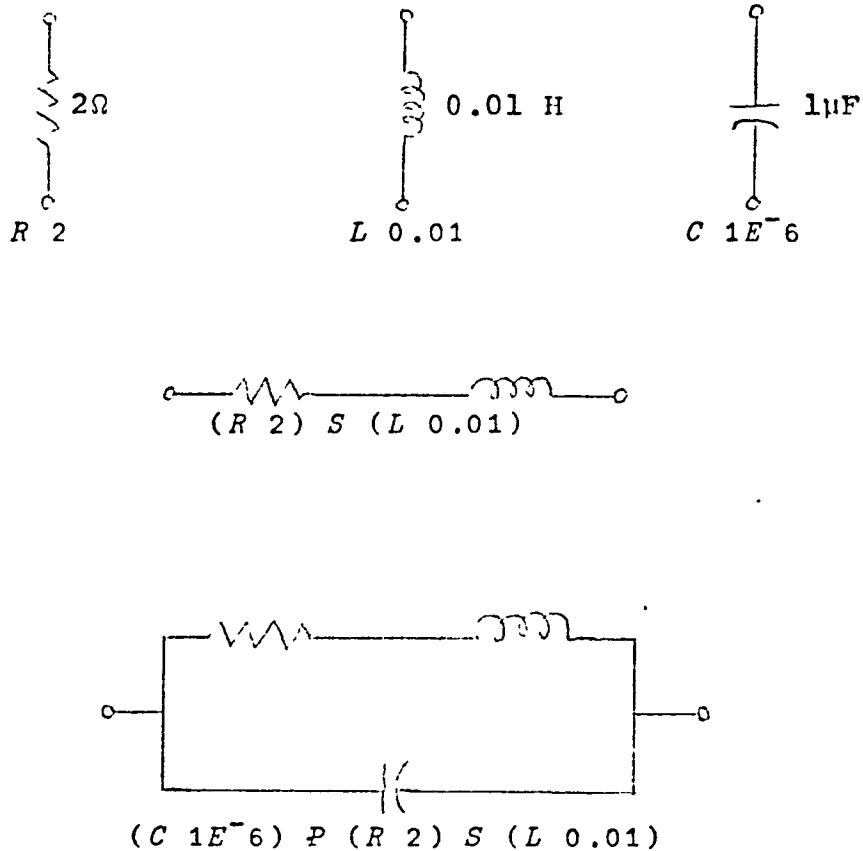 2Ω
0.01 H
1μF
R 2
L 0.01
C 1E¯6
(R 2) S (L 0.01)
(C 1E¯6) P (R 2) S (L 0.01)